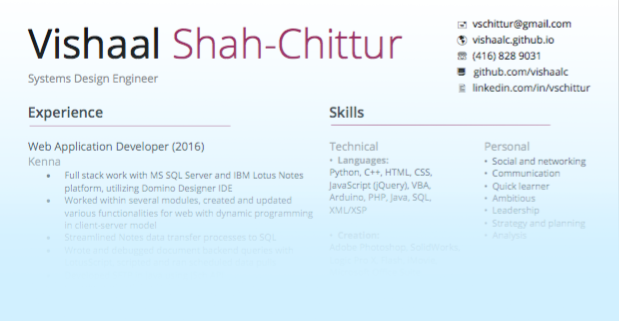 Vishaal Shah-Chittur
Systems Design Engineer
vschittur@gmail.com
vishaalc.github.io
(416) 828 9031
github.com/vishaalc
linkedin.com/in/vschittur
Experience
Web Application Developer (2016)
Kenna
• Full stack work with MS SQL Server and IBM Lotus Notes
platform, utilizing Domino Designer IDE
• Worked within several modules, created and updated
various functionalities for web with dynamic programming
in client-server model
• Streamlined Notes data transfer processes to SQL
Skills
Technical
• Languages:
Python, C++, HTML, CSS,
JavaScript (jQuery), VBA,
Arduino, PHP, Java, SQL,
XML/XSP
• Creation:
Adobe Photoshop, SolidWorks,
Personal
• Social and networking
• Communication
• Quick learner
• Ambitious
• Leadership
• Strategy and planning
• Analysis